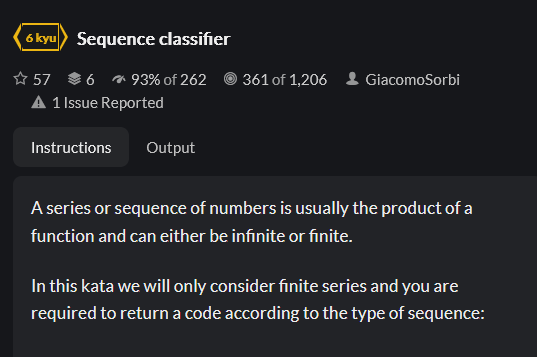 6 kyu Sequence classifier
57 6 93% of 262 361 of 1,206 GiacomoSorbi
1 Issue Reported
Instructions Output
A series or sequence of numbers is usually the product of a
function and can either be infinite or finite.
In this kata we will only consider finite series and you are
required to return a code according to the type of sequence: